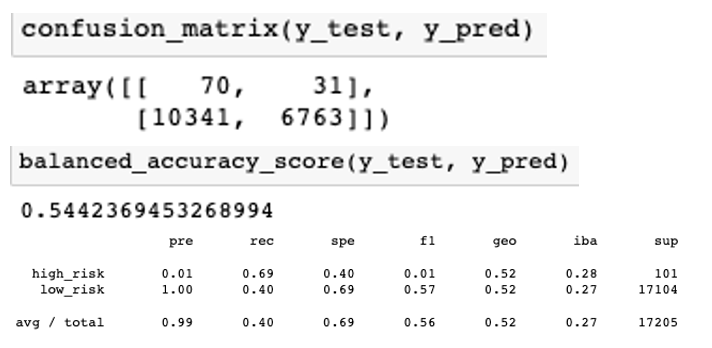 confusion_matrix(y_test, y_pred)
array([[   70,    31],
       [10341,  6763]])
balanced_accuracy_score(y_test, y_pred)
0.5442369453268994
pre rec spe f1 geo iba sup
high_risk 0.01 0.69 0.40 0.01 0.52 0.28 101
low_risk 1.00 0.40 0.69 0.57 0.52 0.27 17104
avg / total 0.99 0.40 0.69 0.56 0.52 0.27 17205